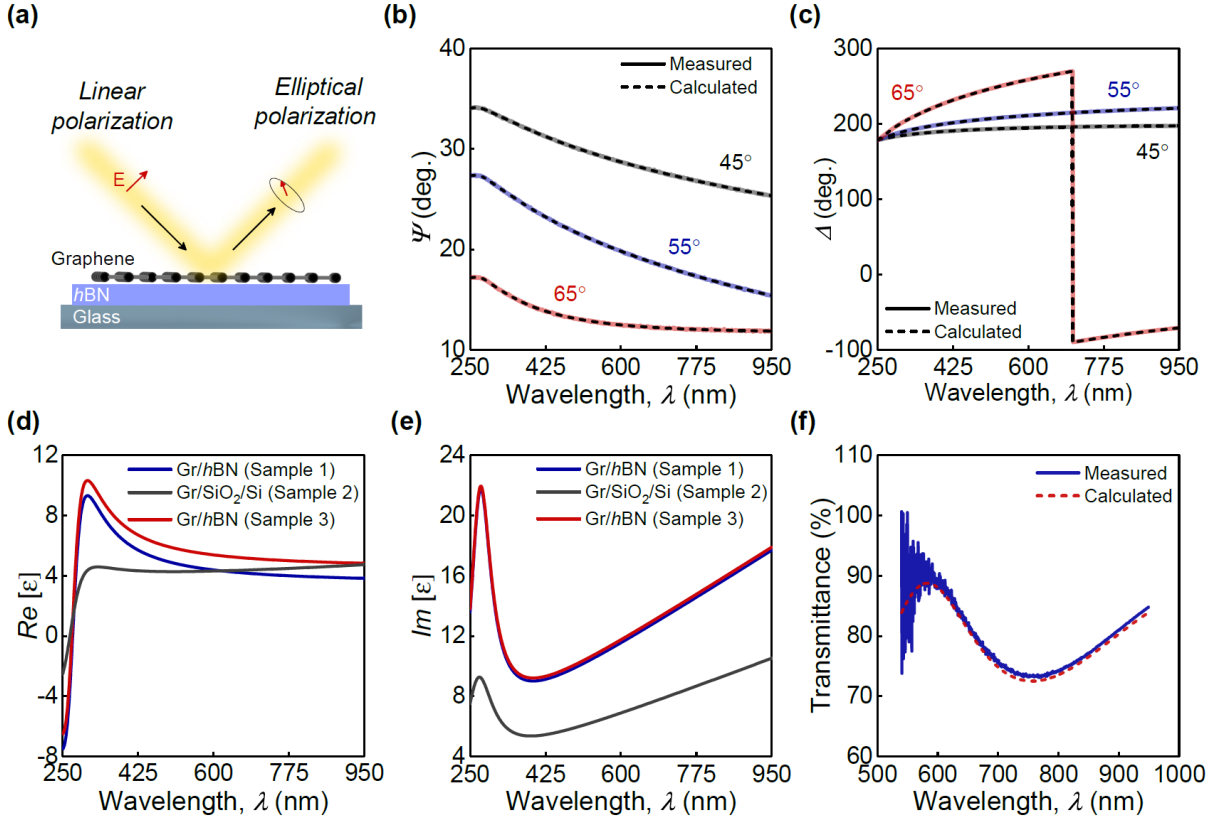 (a)
Linear
polarization
Elliptical
polarization
E
Graphene
hBN
Glass
(b)
40
30
20
10
Ψ (deg.)
Measured
Calculated
45°
55°
65°
250 425 600 775 950
Wavelength, λ (nm)
(c)
300
200
100
0
-100
Δ (deg.)
65°
55°
45°
Measured
Calculated
250 425 600 775 950
Wavelength, λ (nm)
(d)
12
8
4
0
-4
-8
Re [ε]
Gr/hBN (Sample 1)
Gr/SiO₂/Si (Sample 2)
Gr/hBN (Sample 3)
250 425 600 775 950
Wavelength, λ (nm)
(e)
24
20
16
12
8
4
Im [ε]
Gr/hBN (Sample 1)
Gr/SiO₂/Si (Sample 2)
Gr/hBN (Sample 3)
250 425 600 775 950
Wavelength, λ (nm)
(f)
110
100
90
80
70
60
Transmittance (%)
Measured
Calculated
500 600 700 800 900 1000
Wavelength, λ (nm)